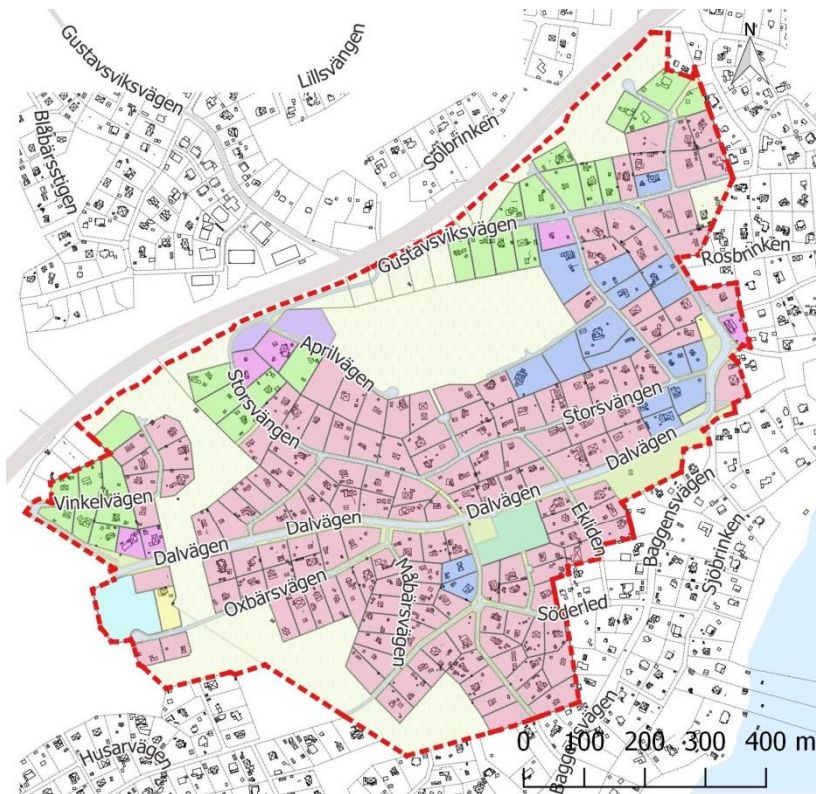 Gustavsviksvägen
Lillsvängen
N
Blåbärsstigen
Solbrinken
Gustavsviksvägen
Rosbrinken
Aprilvägen
Storsvängen
Storsvängen
Dalvägen
Vinkelvägen
Dalvägen
Dalvägen
Dalvägen
Ekliden
Baggensvägen
Sjöbrinken
Oxbärsvägen
Måbärsvägen
Söderled
Baggensvägen
Husarvägen
0 100 200 300 400 m